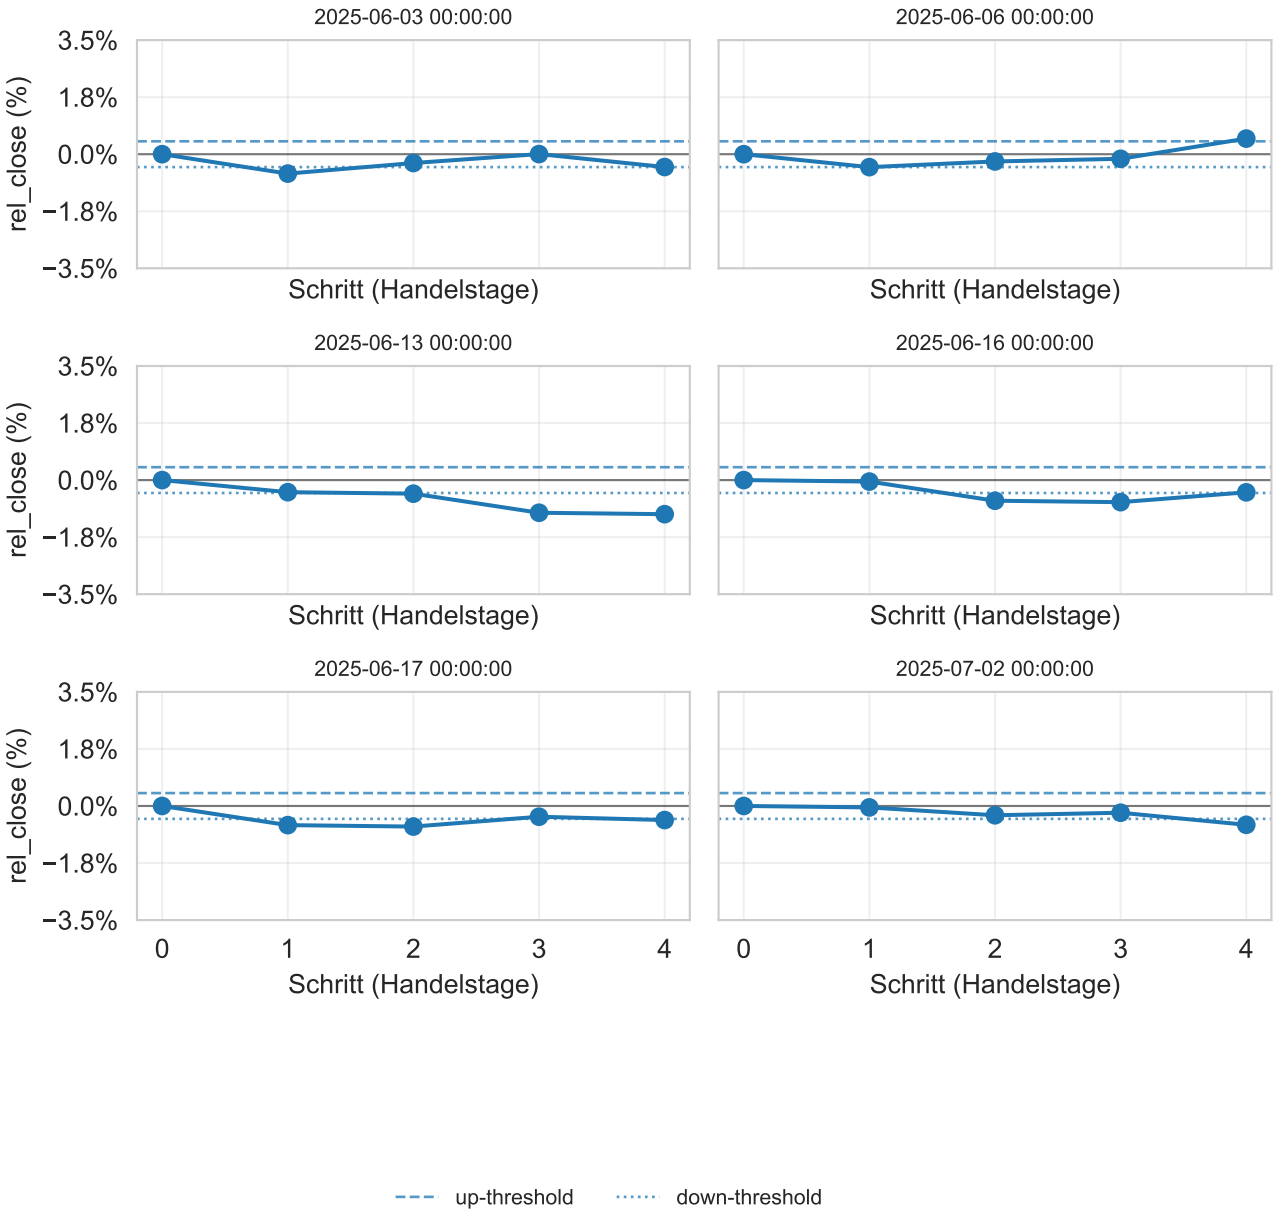 2025-06-03 00:00:00
2025-06-06 00:00:00
3.5%
1.8%
0.0%
−1.8%
−3.5%
rel_close (%)
Schritt (Handelstage)
Schritt (Handelstage)
2025-06-13 00:00:00
2025-06-16 00:00:00
3.5%
1.8%
0.0%
−1.8%
−3.5%
rel_close (%)
Schritt (Handelstage)
Schritt (Handelstage)
2025-06-17 00:00:00
2025-07-02 00:00:00
3.5%
1.8%
0.0%
−1.8%
−3.5%
rel_close (%)
0 1 2 3 4
0 1 2 3 4
Schritt (Handelstage)
Schritt (Handelstage)
up-threshold
down-threshold